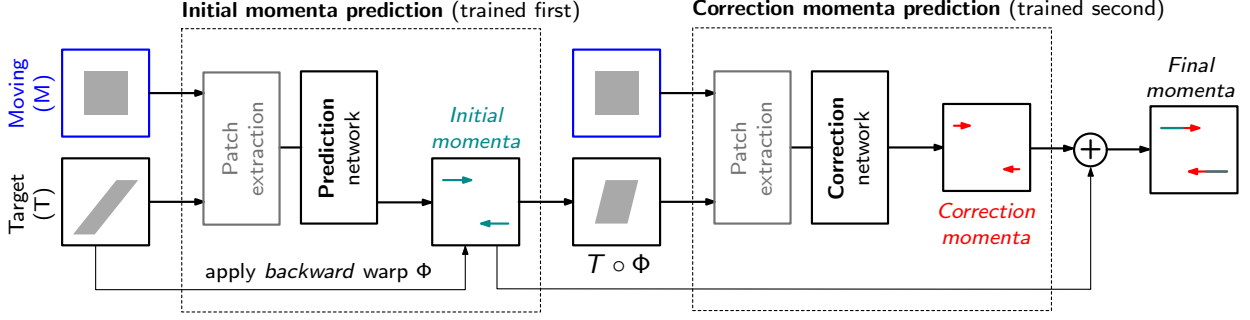 Initial momenta prediction (trained first)
Correction momenta prediction (trained second)
Moving
(M)
Target
(T)
Patch
extraction
Prediction
network
Initial
momenta
apply backward warp Φ
T ∘ Φ
Patch
extraction
Correction
network
Correction
momenta
+
Final
momenta